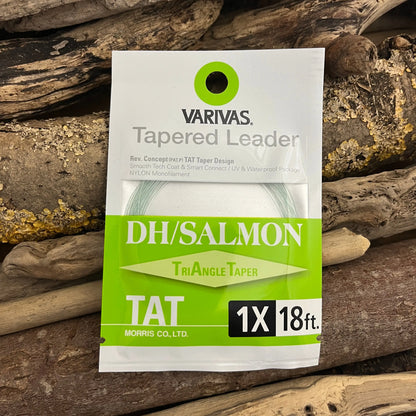 VARIVAS®
Tapered Leader
Rev. Concept TAT Taper Design
Smooth Tech Coat & Smart Connect / UV & Waterproof Package
NYLON Monofilament
DH/SALMON
TRIANGLE TAPER
TAT
MORRIS CO., LTD.
1X 18ft.